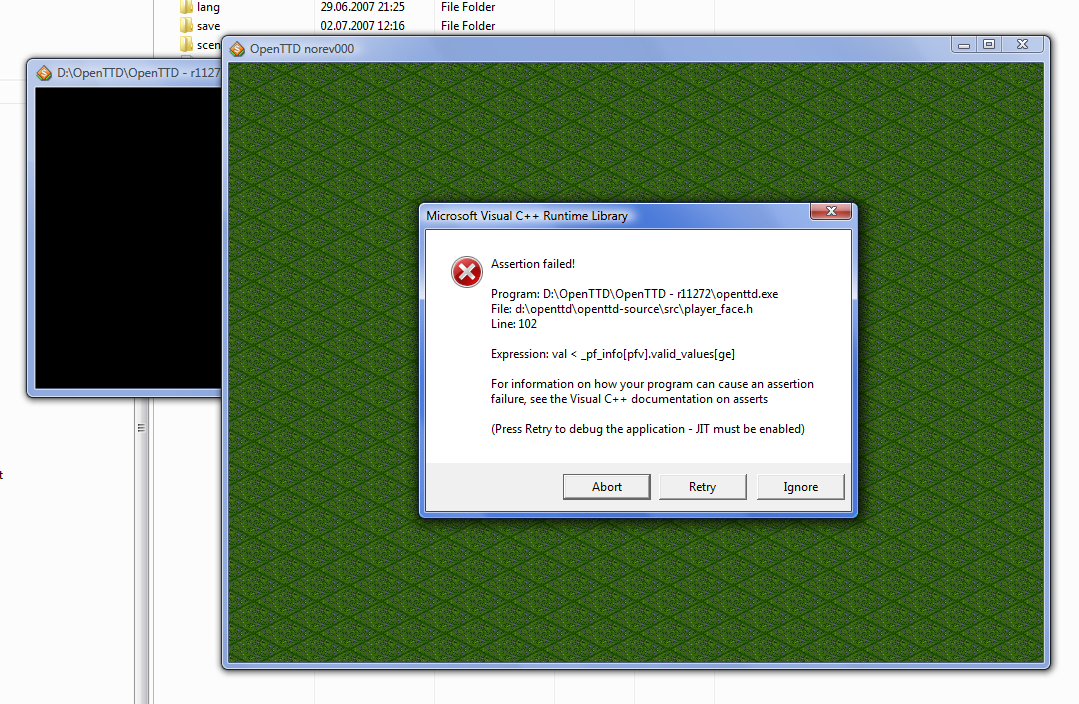 lang 29.06.2007 21:25 File Folder
save 02.07.2007 12:16 File Folder
scen
OpenTTD norev000
D:\OpenTTD\OpenTTD - r1127
Microsoft Visual C++ Runtime Library
Assertion failed!
Program: D:\OpenTTD\OpenTTD - r11272\openttd.exe
File: d:\openttd\openttd-source\src\player_face.h
Line: 102
Expression: val < _pf_info[pfv].valid_values[ge]
For information on how your program can cause an assertion
failure, see the Visual C++ documentation on asserts
(Press Retry to debug the application - JIT must be enabled)
Abort Retry Ignore
t